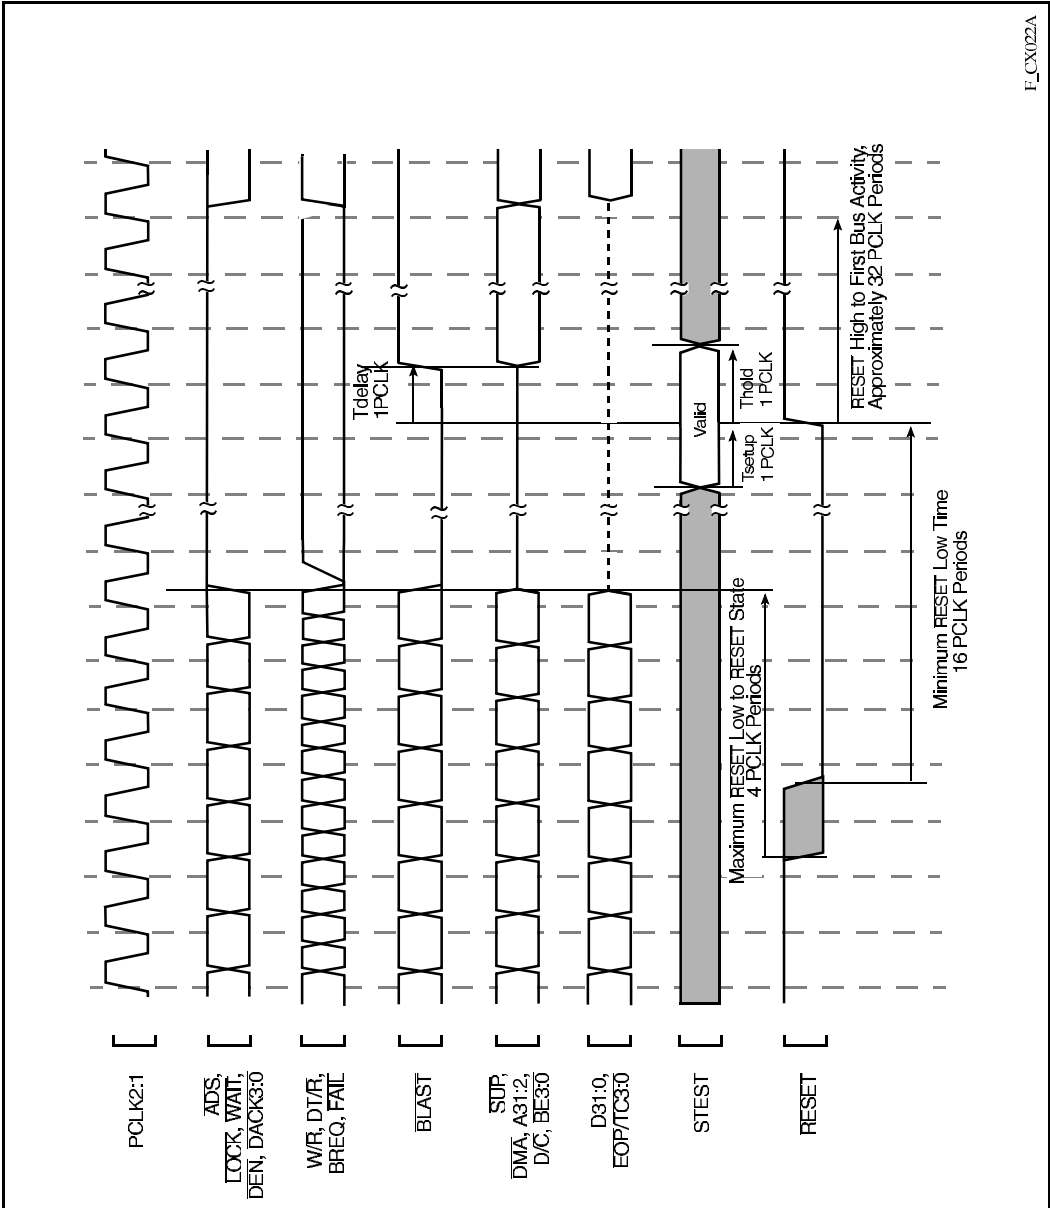 F_CX022A
PCLK2:1
ADS,
LOCK, WAIT,
DEN, DACK3:0
W/R, DT/R,
BREQ, FAIL
BLAST
SUP,
DMA, A31:2,
D/C, BE3:0
D31:0,
EOP/TC3:0
STEST
RESET
Tdelay
1PCLK
Valid
Tsetup
1 PCLK
Thold
1 PCLK
Maximum RESET Low to RESET State
4 PCLK Periods
RESET High to First Bus Activity,
Approximately 32 PCLK Periods
Minimum RESET Low Time
16 PCLK Periods